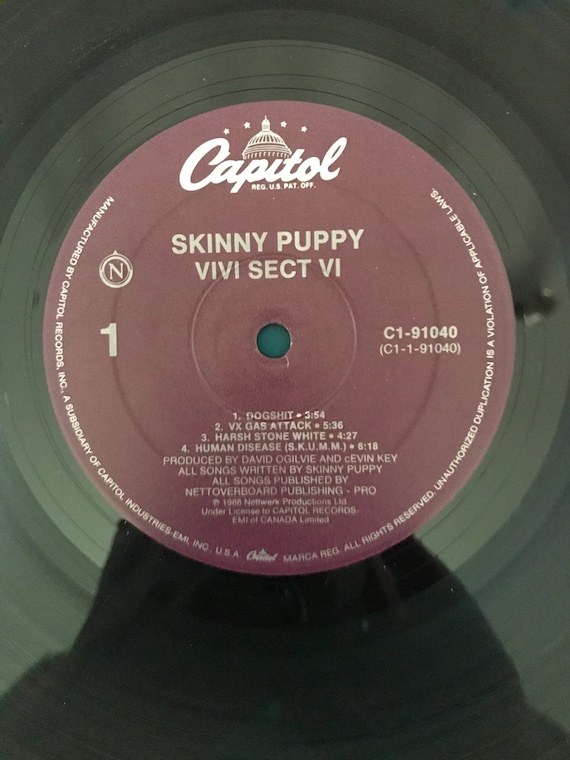 Capitol
REG. U.S. PAT. OFF.
SKINNY PUPPY
VIVI SECT VI
N
1
C1-91040
(C1-1-91040)
1. DOGSHIT • 3:54
2. VX GAS ATTACK • 5:36
3. HARSH STONE WHITE • 4:27
4. HUMAN DISEASE (S.K.U.M.M.) • 6:18
PRODUCED BY DAVID OGILVIE and cEVIN KEY
ALL SONGS WRITTEN BY SKINNY PUPPY
ALL SONGS PUBLISHED BY
NETTOVERBOARD PUBLISHING - PRO
℗ 1988 Nettwerk Productions Ltd.
Under License to CAPITOL RECORDS-
EMI of CANADA Limited
MANUFACTURED BY CAPITOL RECORDS, INC., A SUBSIDIARY OF CAPITOL INDUSTRIES-EMI, INC., U.S.A. Capitol MARCA REG. ALL RIGHTS RESERVED. UNAUTHORIZED DUPLICATION IS A VIOLATION OF APPLICABLE LAWS.